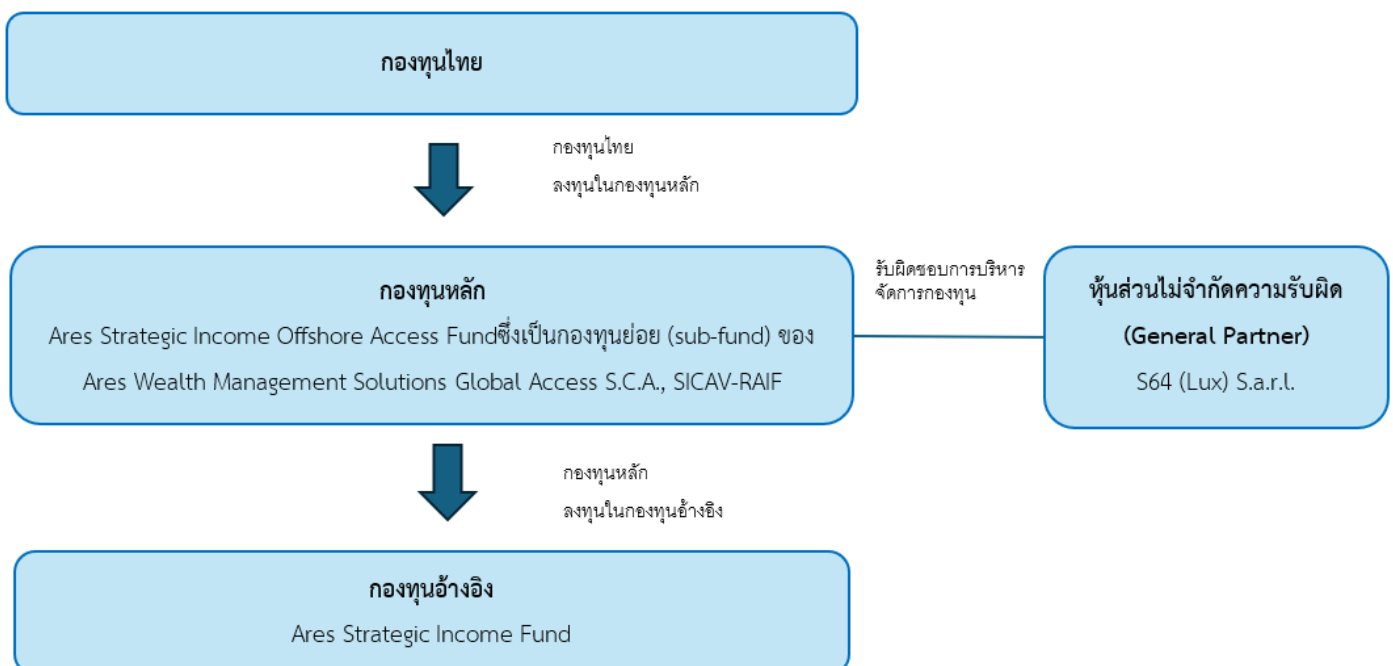 กองทุนไทย
กองทุนไทย
ลงทุนในกองทุนหลัก
กองทุนหลัก
Ares Strategic Income Offshore Access Fundซึ่งเป็นกองทุนย่อย (sub-fund) ของ
Ares Wealth Management Solutions Global Access S.C.A., SICAV-RAIF
รับผิดชอบการบริหาร
จัดการกองทุน
หุ้นส่วนไม่จำกัดความรับผิด
(General Partner)
S64 (Lux) S.a.r.l.
กองทุนหลัก
ลงทุนในกองทุนอ้างอิง
กองทุนอ้างอิง
Ares Strategic Income Fund